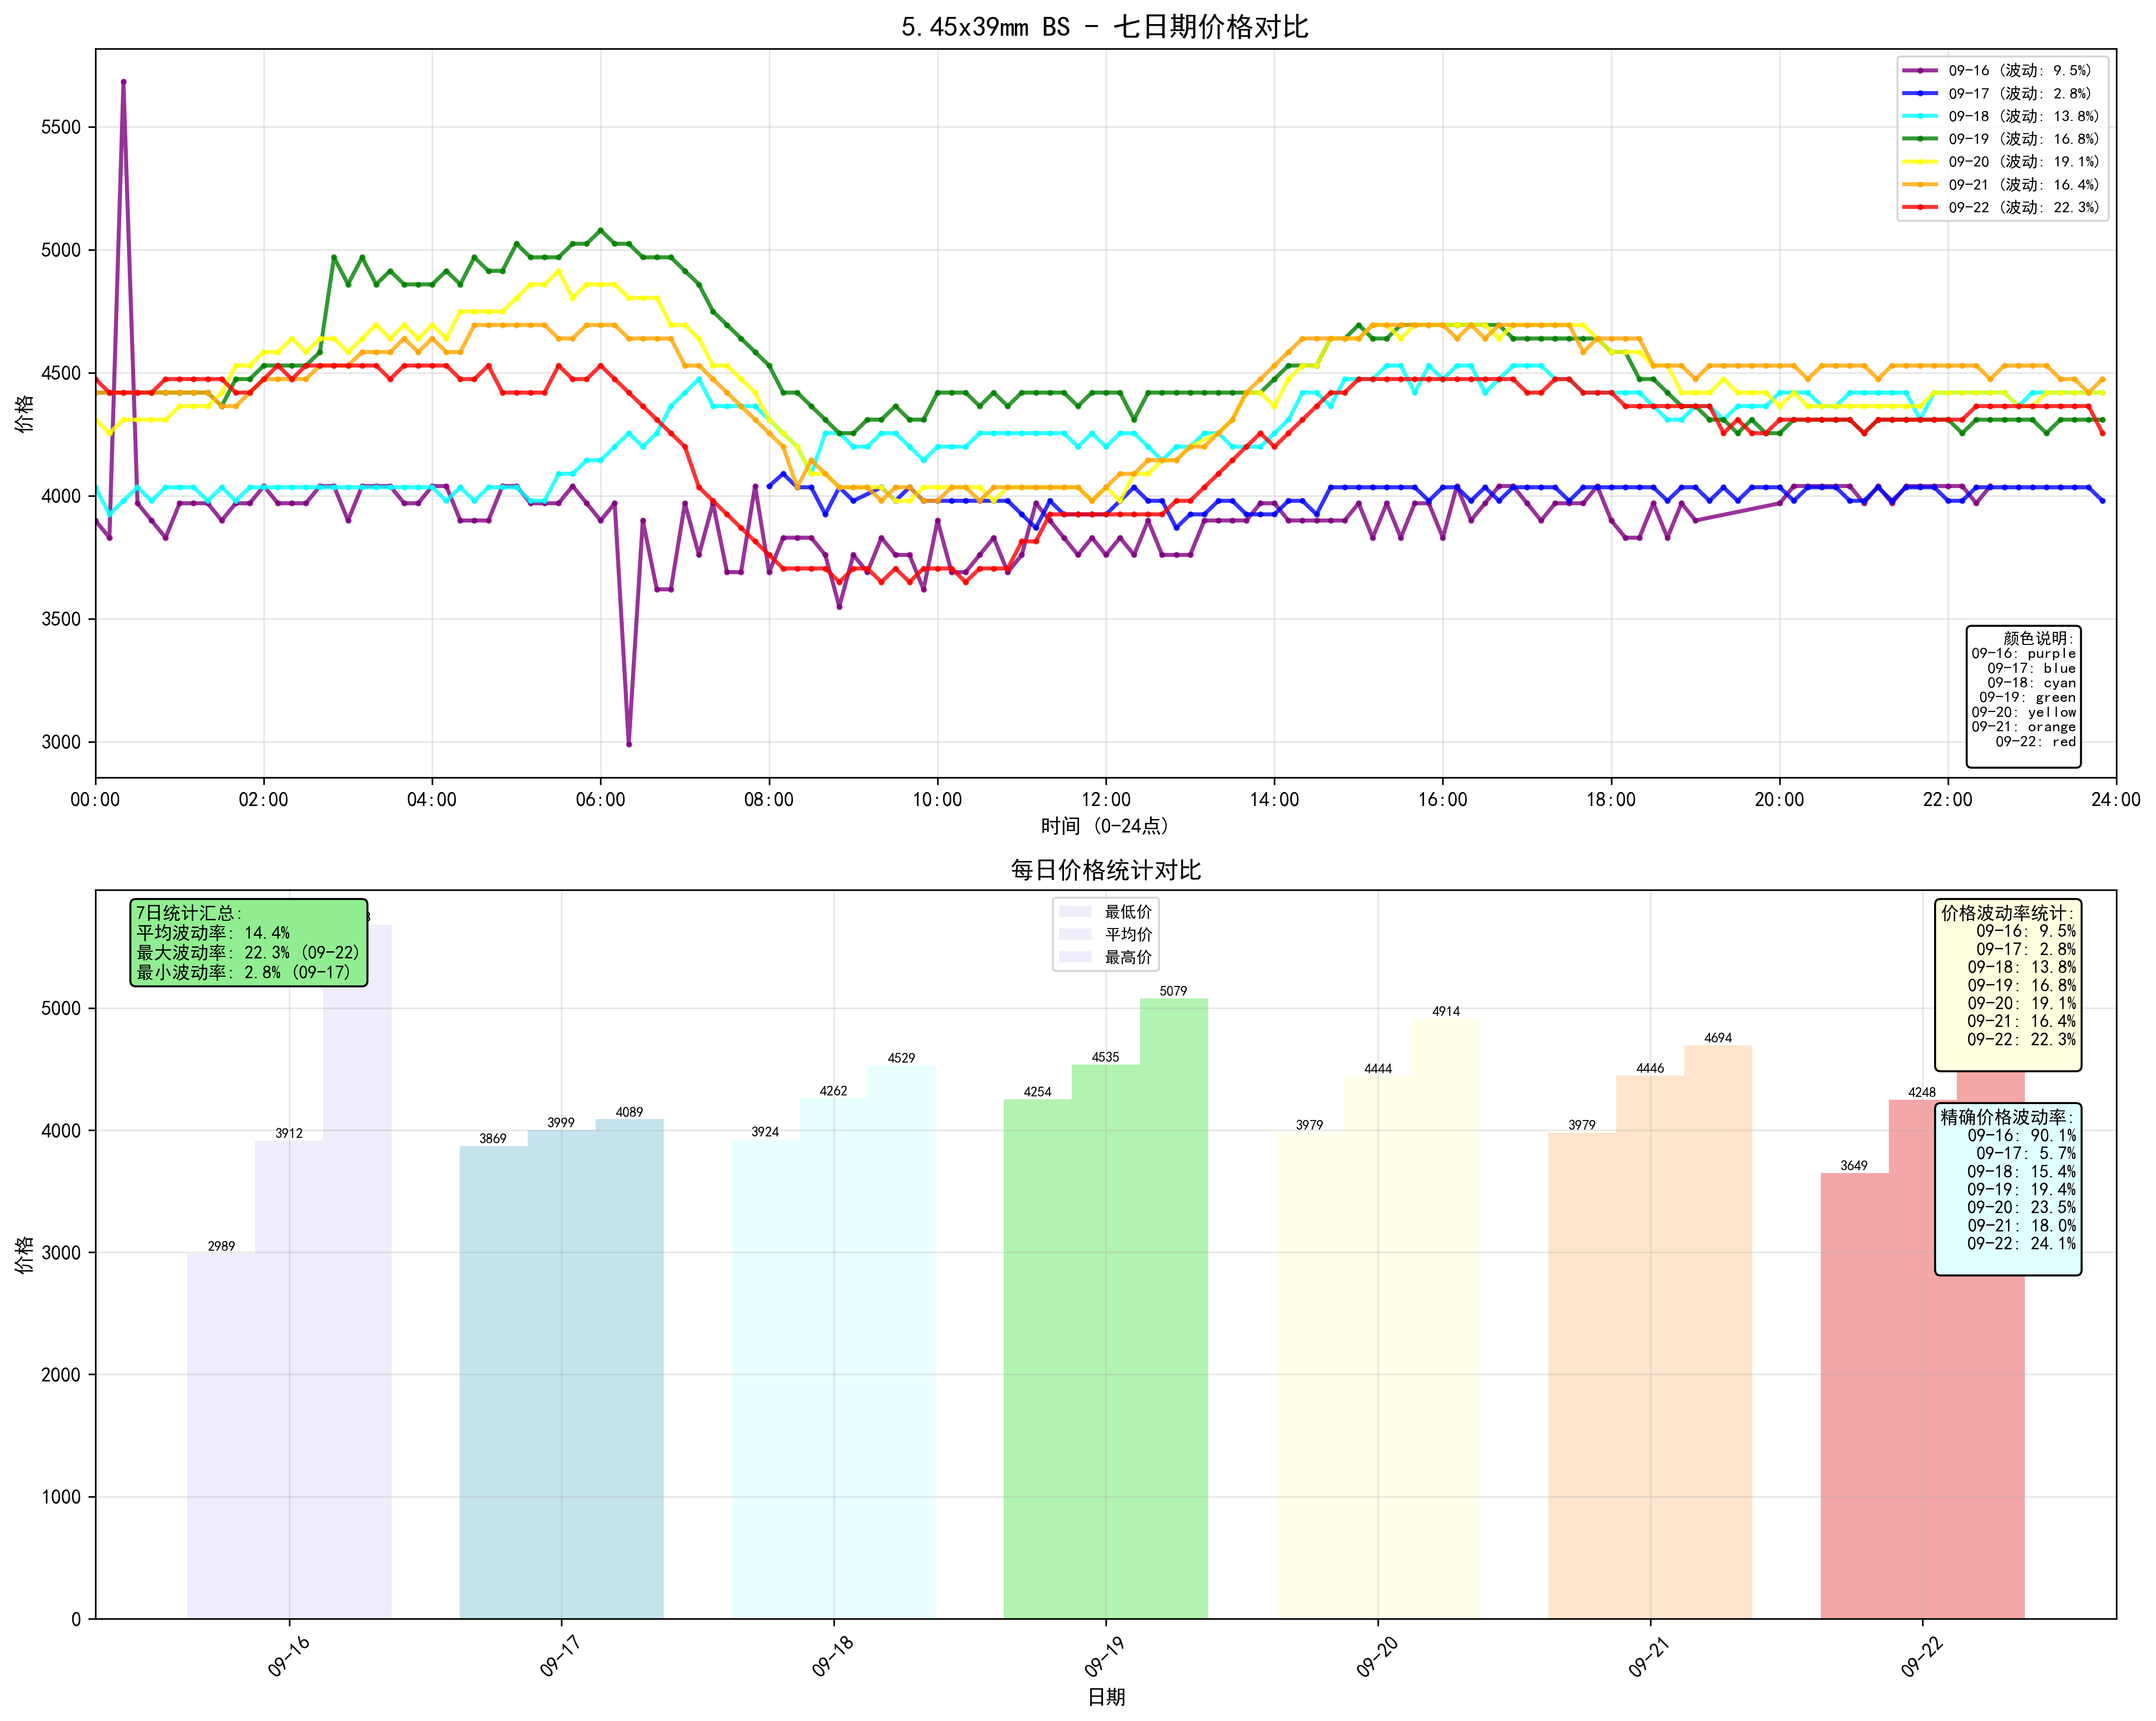 5.45x39mm BS - 七日期价格对比
09-16 (波动: 9.5%)
09-17 (波动: 2.8%)
09-18 (波动: 13.8%)
09-19 (波动: 16.8%)
09-20 (波动: 19.1%)
09-21 (波动: 16.4%)
09-22 (波动: 22.3%)
5500
5000
4500
4000
3500
3000
价格
颜色说明:
09-16: purple
09-17: blue
09-18: cyan
09-19: green
09-20: yellow
09-21: orange
09-22: red
00:00 02:00 04:00 06:00 08:00 10:00 12:00 14:00 16:00 18:00 20:00 22:00 24:00
时间 (0-24点)
每日价格统计对比
7日统计汇总:
平均波动率: 14.4%
最大波动率: 22.3% (09-22)
最小波动率: 2.8% (09-17)
最低价
平均价
最高价
价格波动率统计:
09-16: 9.5%
09-17: 2.8%
09-18: 13.8%
09-19: 16.8%
09-20: 19.1%
09-21: 16.4%
09-22: 22.3%
精确价格波动率:
09-16: 90.1%
09-17: 5.7%
09-18: 15.4%
09-19: 19.4%
09-20: 23.5%
09-21: 18.0%
09-22: 24.1%
5000
4000
3000
2000
1000
0
价格
2989
3912
3869
3999
4089
3924
4262
4529
4254
4535
5079
3979
4444
4914
3979
4446
4694
3649
4248
09-16 09-17 09-18 09-19 09-20 09-21 09-22
日期